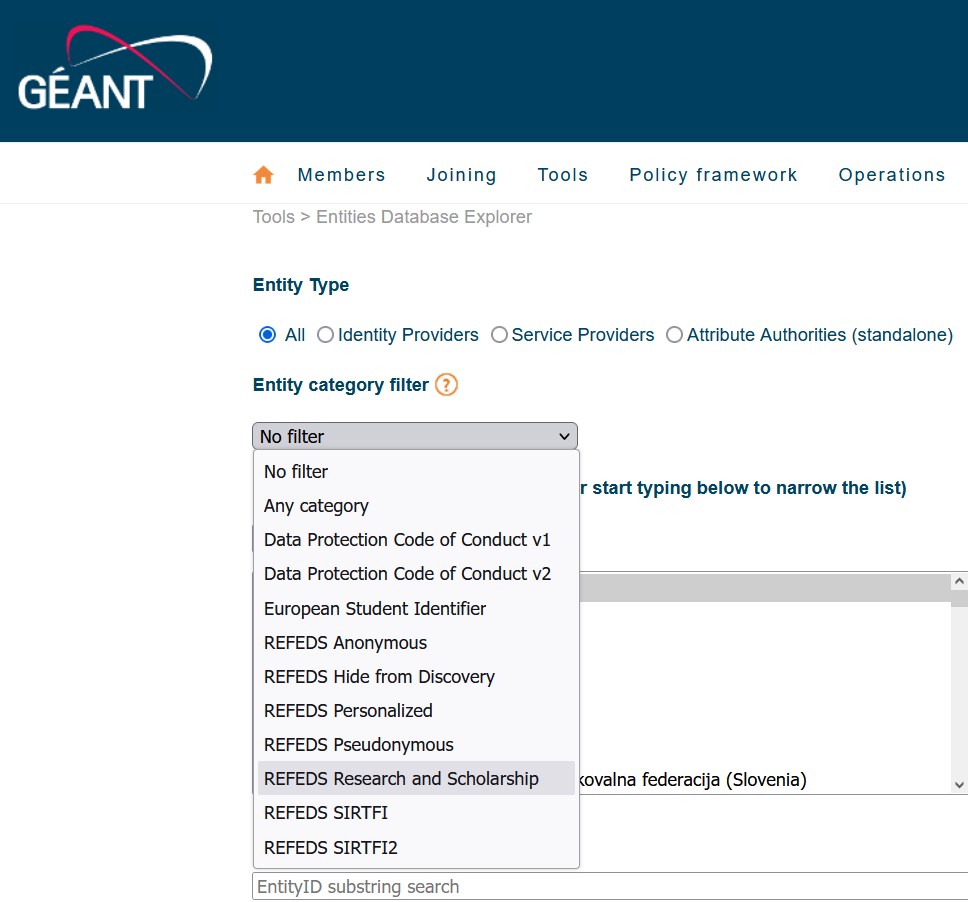 GÉANT
Members Joining Tools Policy framework Operations
Tools > Entities Database Explorer
Entity Type
All Identity Providers Service Providers Attribute Authorities (standalone)
Entity category filter ?
No filter
No filter
Any category
r start typing below to narrow the list)
Data Protection Code of Conduct v1
Data Protection Code of Conduct v2
European Student Identifier
REFEDS Anonymous
REFEDS Hide from Discovery
REFEDS Personalized
REFEDS Pseudonymous
REFEDS Research and Scholarship
kovalna federacija (Slovenia)
REFEDS SIRTFI
REFEDS SIRTFI2
EntityID substring search